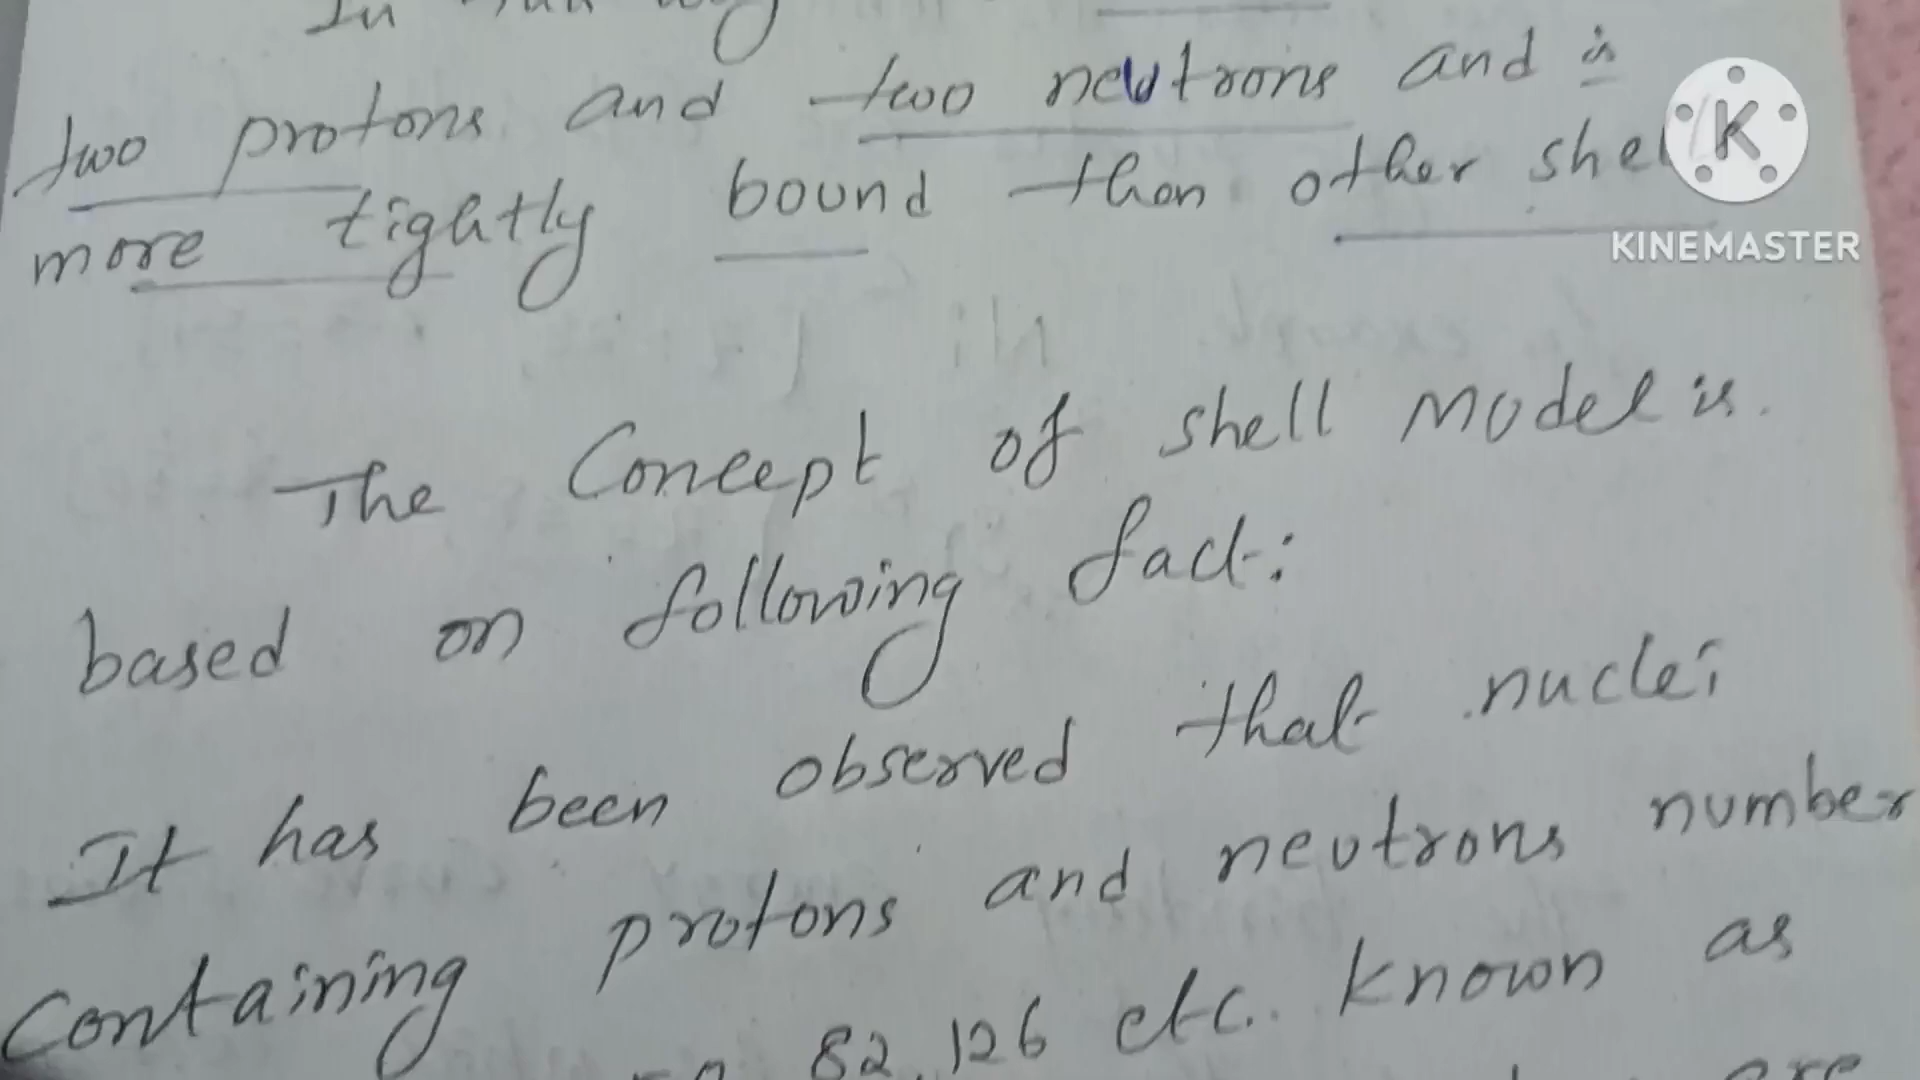 In
two protons and two neutrons and is
more tightly bound than other shell
K
KINEMASTER
The Concept of shell Model is.
based on following fact:
It has been observed that nuclei
Containing protons and neutrons number
82, 126 etc. known as
are